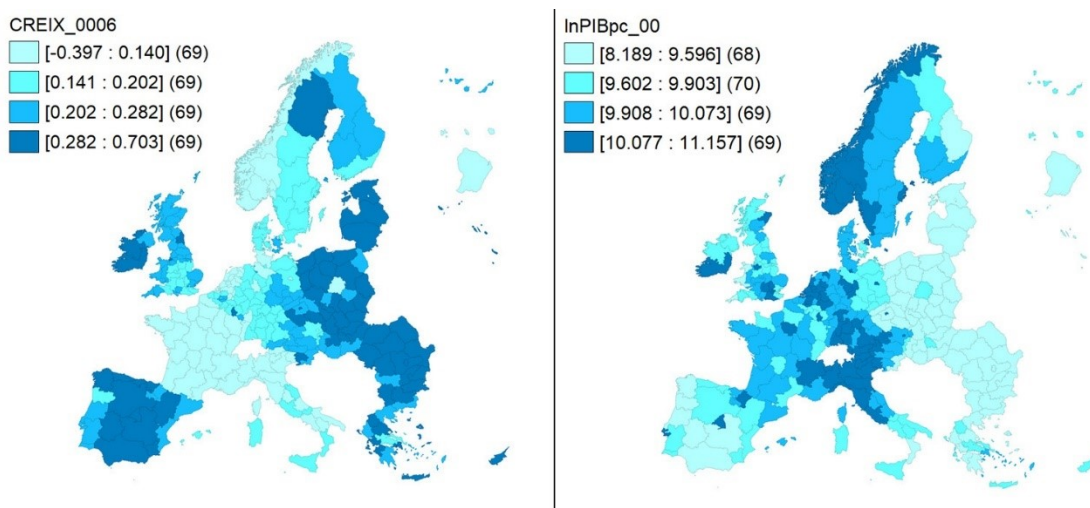 CREIX_0006
[-0.397 : 0.140] (69)
[0.141 : 0.202] (69)
[0.202 : 0.282] (69)
[0.282 : 0.703] (69)
lnPIBpc_00
[8.189 : 9.596] (68)
[9.602 : 9.903] (70)
[9.908 : 10.073] (69)
[10.077 : 11.157] (69)